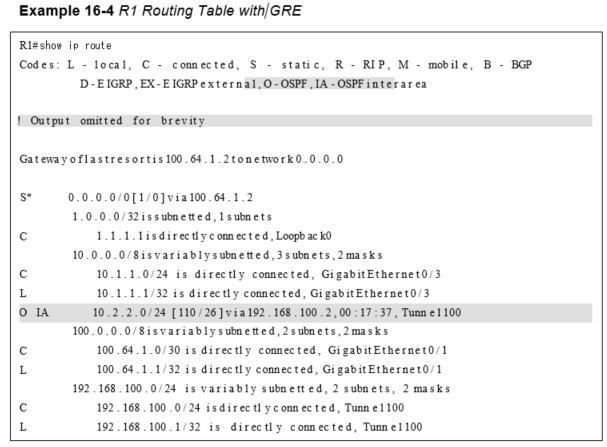 Example 16-4 R1 Routing Table with/GRE
R1#show ip route
Codes: L - local, C - connected, S - static, R - RIP, M - mobile, B - BGP
D-EIGRP,EX-EIGRPexternal,O-OSPF,IA-OSPFinterarea
! Output omitted for brevity
Gatewayoflastresortis100.64.1.2tonetwork0.0.0.0
S* 0.0.0.0/0[1/0]via100.64.1.2
1.0.0.0/32issubnetted,1subnets
C 1.1.1.1isdirectlyconnected,Loopback0
10.0.0.0/8isvariablysubnetted,3subnets,2masks
C 10.1.1.0/24 is directly connected, GigabitEthernet0/3
L 10.1.1.1/32 is directly connected, GigabitEthernet0/3
O IA 10.2.2.0/24 [110/26]via192.168.100.2,00:17:37,Tunnel100
100.0.0.0/8isvariablysubnetted,2subnets,2masks
C 100.64.1.0/30 is directly connected, GigabitEthernet0/1
L 100.64.1.1/32 is directly connected, GigabitEthernet0/1
192.168.100.0/24 is variably subnetted, 2 subnets, 2 masks
C 192.168.100.0/24 isdirectlyconnected, Tunnel100
L 192.168.100.1/32 is directly connected, Tunnel100